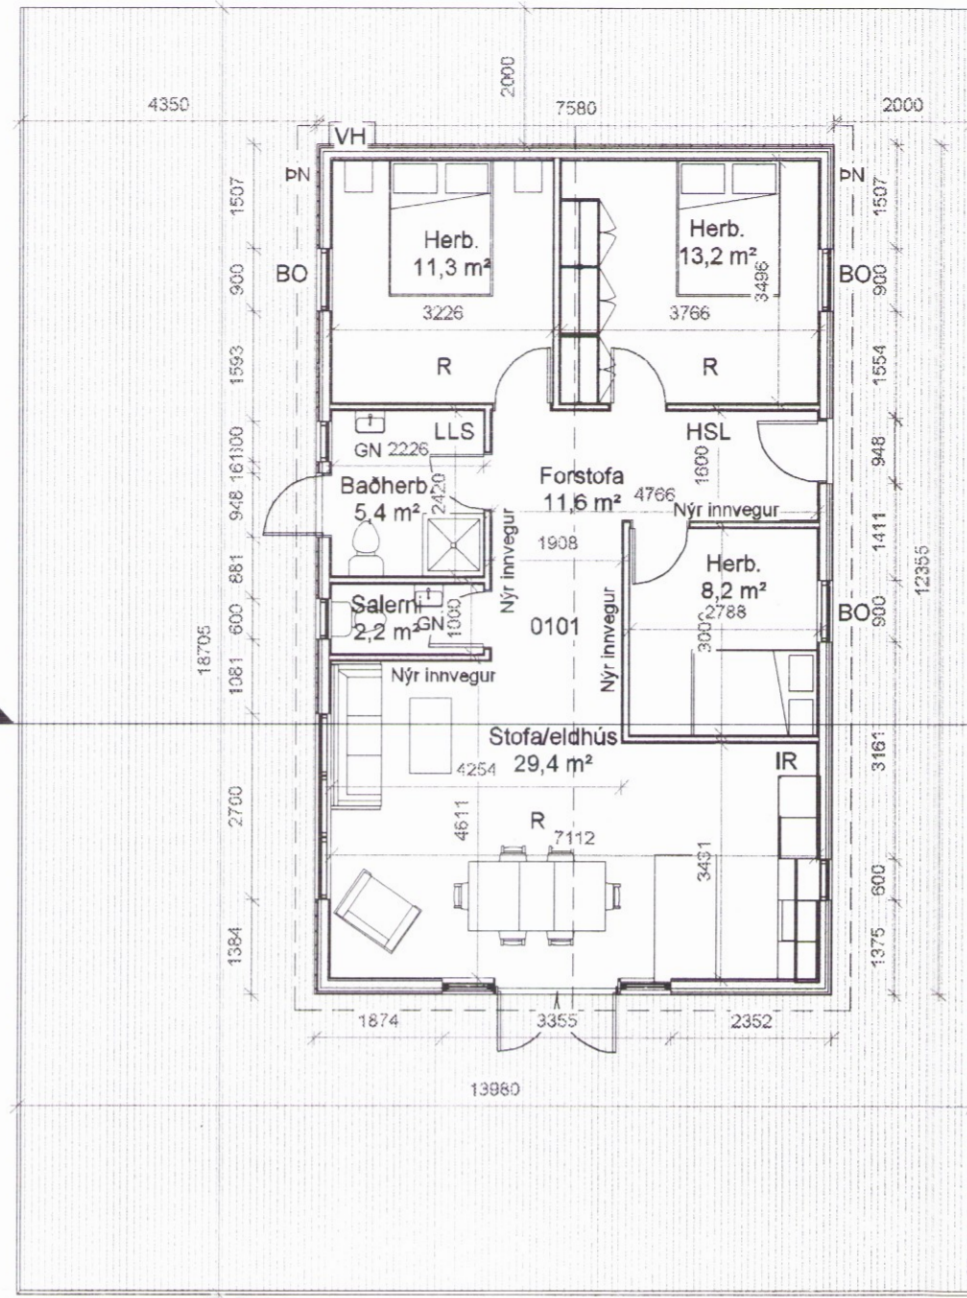 2000
4350
7580
2000
VH
ÞN
ÞN
1507
1507
Herb.
11,3 m²
Herb.
13,2 m²
3496
BO
BO
900
900
3226
3766
1593
1554
R
R
LLS
HSL
GN
2226
1600
948
1100
161
Baðherb.
5,4 m²
2420
Forstofa
11,6 m²
4766
Nýr innvegur
948
1411
12355
1908
Nýr innvegur
Herb.
8,2 m²
2788
3002
881
Salerni
2,2 m²
GN
1000
0101
Nýr innvegur
BO
900
600
18705
1081
Nýr innvegur
Stofa/eldhús
29,4 m²
4254
IR
3161
2700
4611
R
7112
3431
600
1384
1375
1874
3355
2352
13980